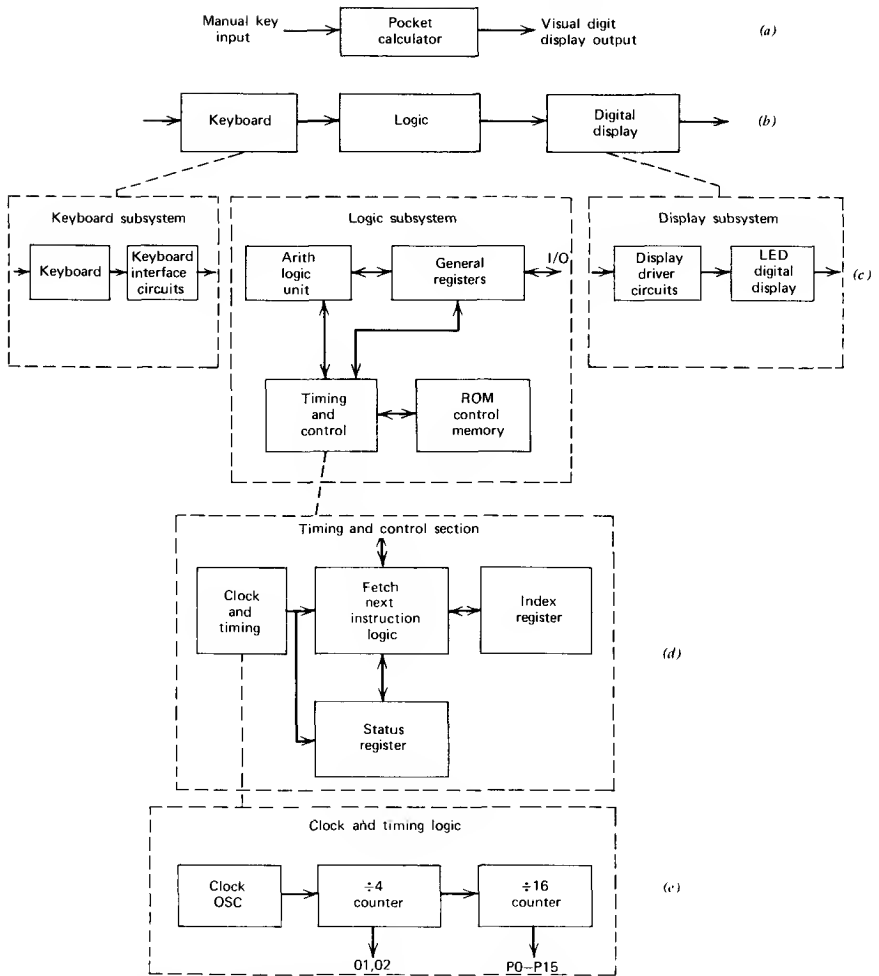 Manual key
input
Pocket
calculator
Visual digit
display output
(a)
Keyboard
Logic
Digital
display
(b)
Keyboard subsystem
Keyboard
Keyboard
interface
circuits
Logic subsystem
Arith
logic
unit
General
registers
I/O
Timing
and
control
ROM
control
memory
Display subsystem
Display
driver
circuits
LED
digital
display
(c)
Timing and control section
Clock
and
timing
Fetch
next
instruction
logic
Index
register
Status
register
(d)
Clock and timing logic
Clock
OSC
÷4
counter
÷16
counter
(e)
01,02
P0–P15